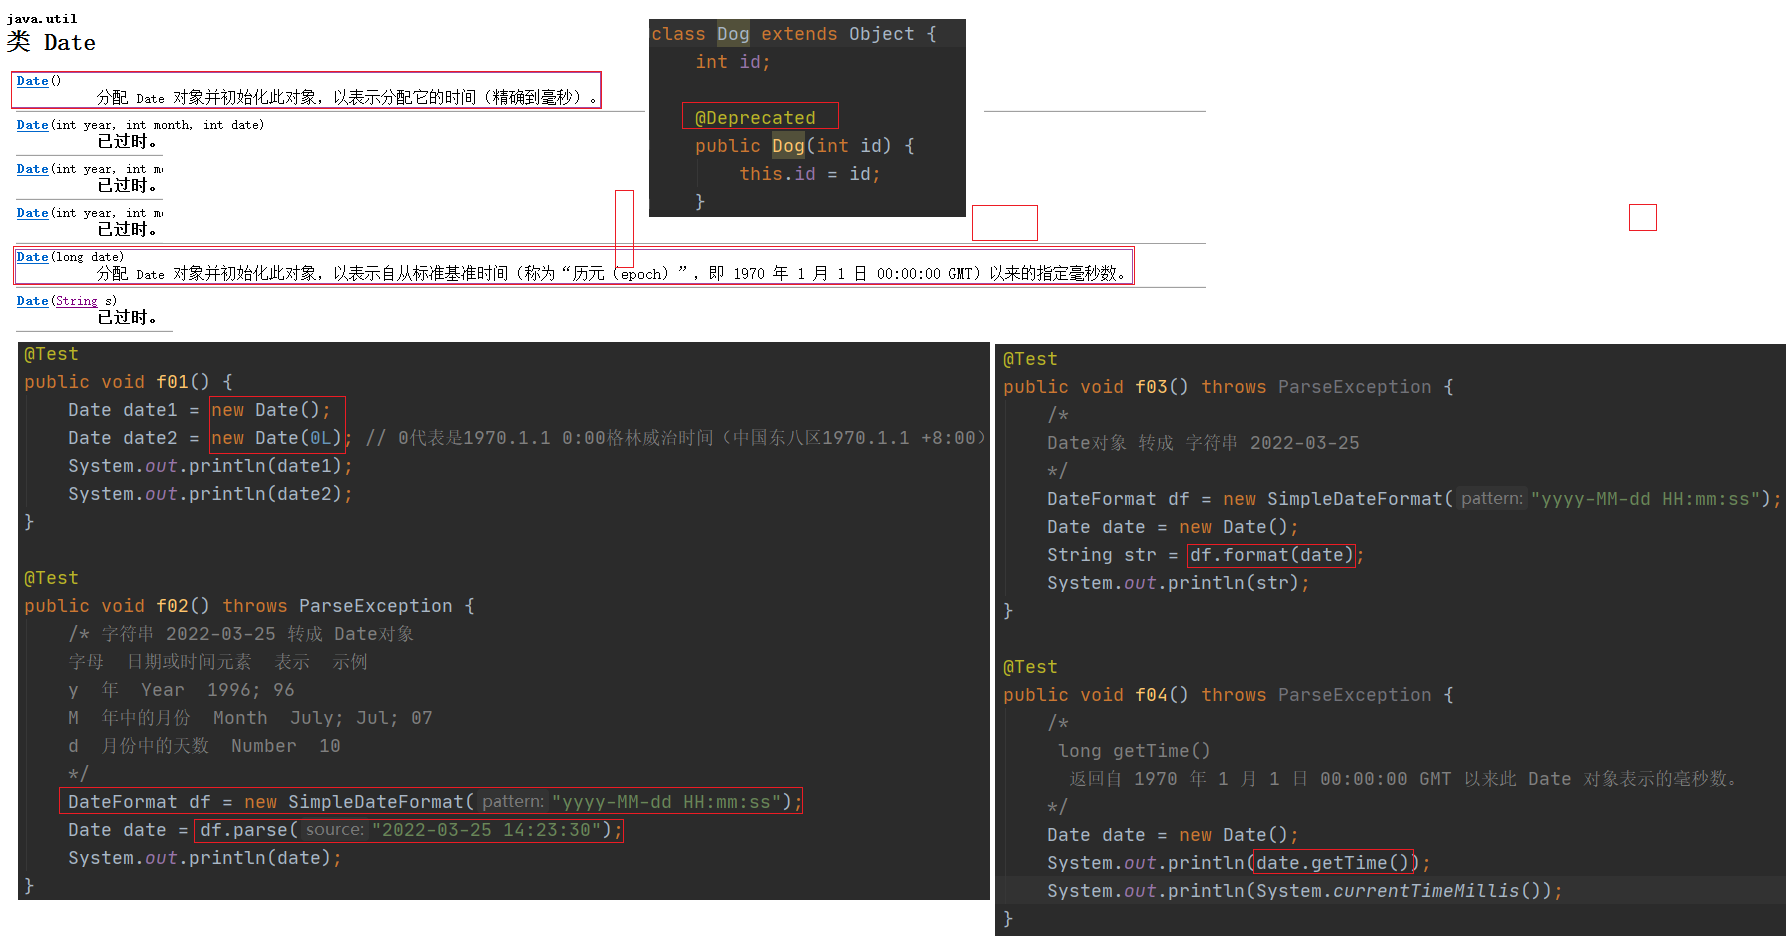 java.util
类 Date
Date()
分配 Date 对象并初始化此对象，以表示分配它的时间（精确到毫秒）。
Date(int year, int month, int date)
已过时。
Date(int year, int
已过时。
Date(int year, int
已过时。
Date(long date)
分配 Date 对象并初始化此对象，以表示自从标准基准时间（称为“历元（epoch）”，即 1970 年 1 月 1 日 00:00:00 GMT）以来的指定毫秒数。
Date(String s)
已过时。
class Dog extends Object {
int id;
@Deprecated
public Dog(int id) {
this.id = id;
}
@Test
public void f01() {
Date date1 = new Date();
Date date2 = new Date(0L); // 0代表是1970.1.1 0:00格林威治时间（中国东八区1970.1.1 +8:00）
System.out.println(date1);
System.out.println(date2);
}
@Test
public void f02() throws ParseException {
/* 字符串 2022-03-25 转成 Date对象
字母 日期或时间元素 表示 示例
y 年 Year 1996; 96
M 年中的月份 Month July; Jul; 07
d 月份中的天数 Number 10
*/
DateFormat df = new SimpleDateFormat( pattern: "yyyy-MM-dd HH:mm:ss");
Date date = df.parse( source: "2022-03-25 14:23:30");
System.out.println(date);
}
@Test
public void f03() throws ParseException {
/*
Date对象 转成 字符串 2022-03-25
*/
DateFormat df = new SimpleDateFormat( pattern: "yyyy-MM-dd HH:mm:ss");
Date date = new Date();
String str = df.format(date);
System.out.println(str);
}
@Test
public void f04() throws ParseException {
/*
long getTime()
返回自 1970 年 1 月 1 日 00:00:00 GMT 以来此 Date 对象表示的毫秒数。
*/
Date date = new Date();
System.out.println(date.getTime());
System.out.println(System.currentTimeMillis());
}